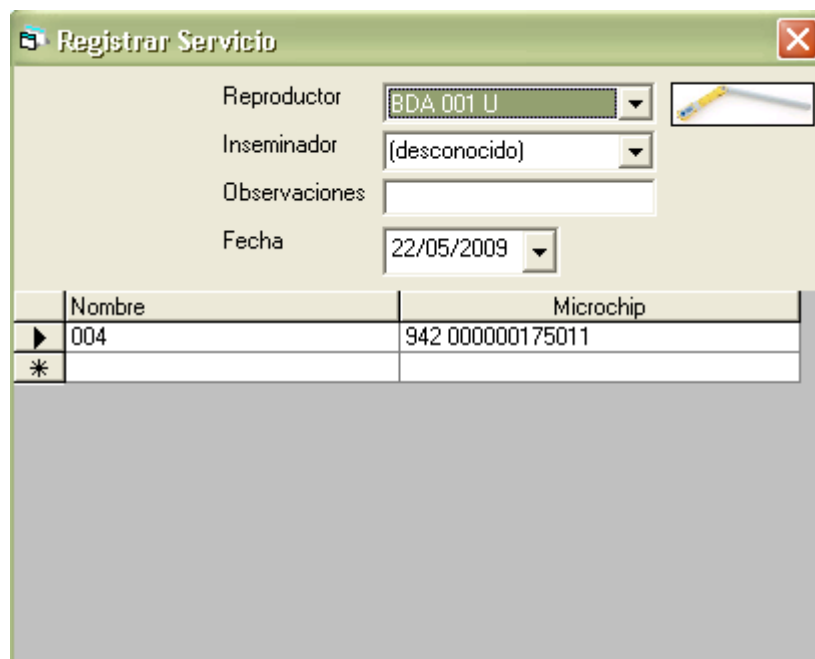 Registrar Servicio
Reproductor BDA 001 U
Inseminador (desconocido)
Observaciones
Fecha 22/05/2009
Nombre Microchip
004 942 000000175011